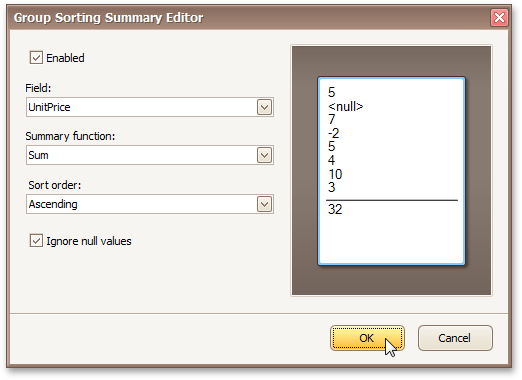 Group Sorting Summary Editor
Enabled
Field:
UnitPrice
Summary function:
Sum
Sort order:
Ascending
Ignore null values
5
<null>
7
-2
5
4
10
3
32
OK
Cancel